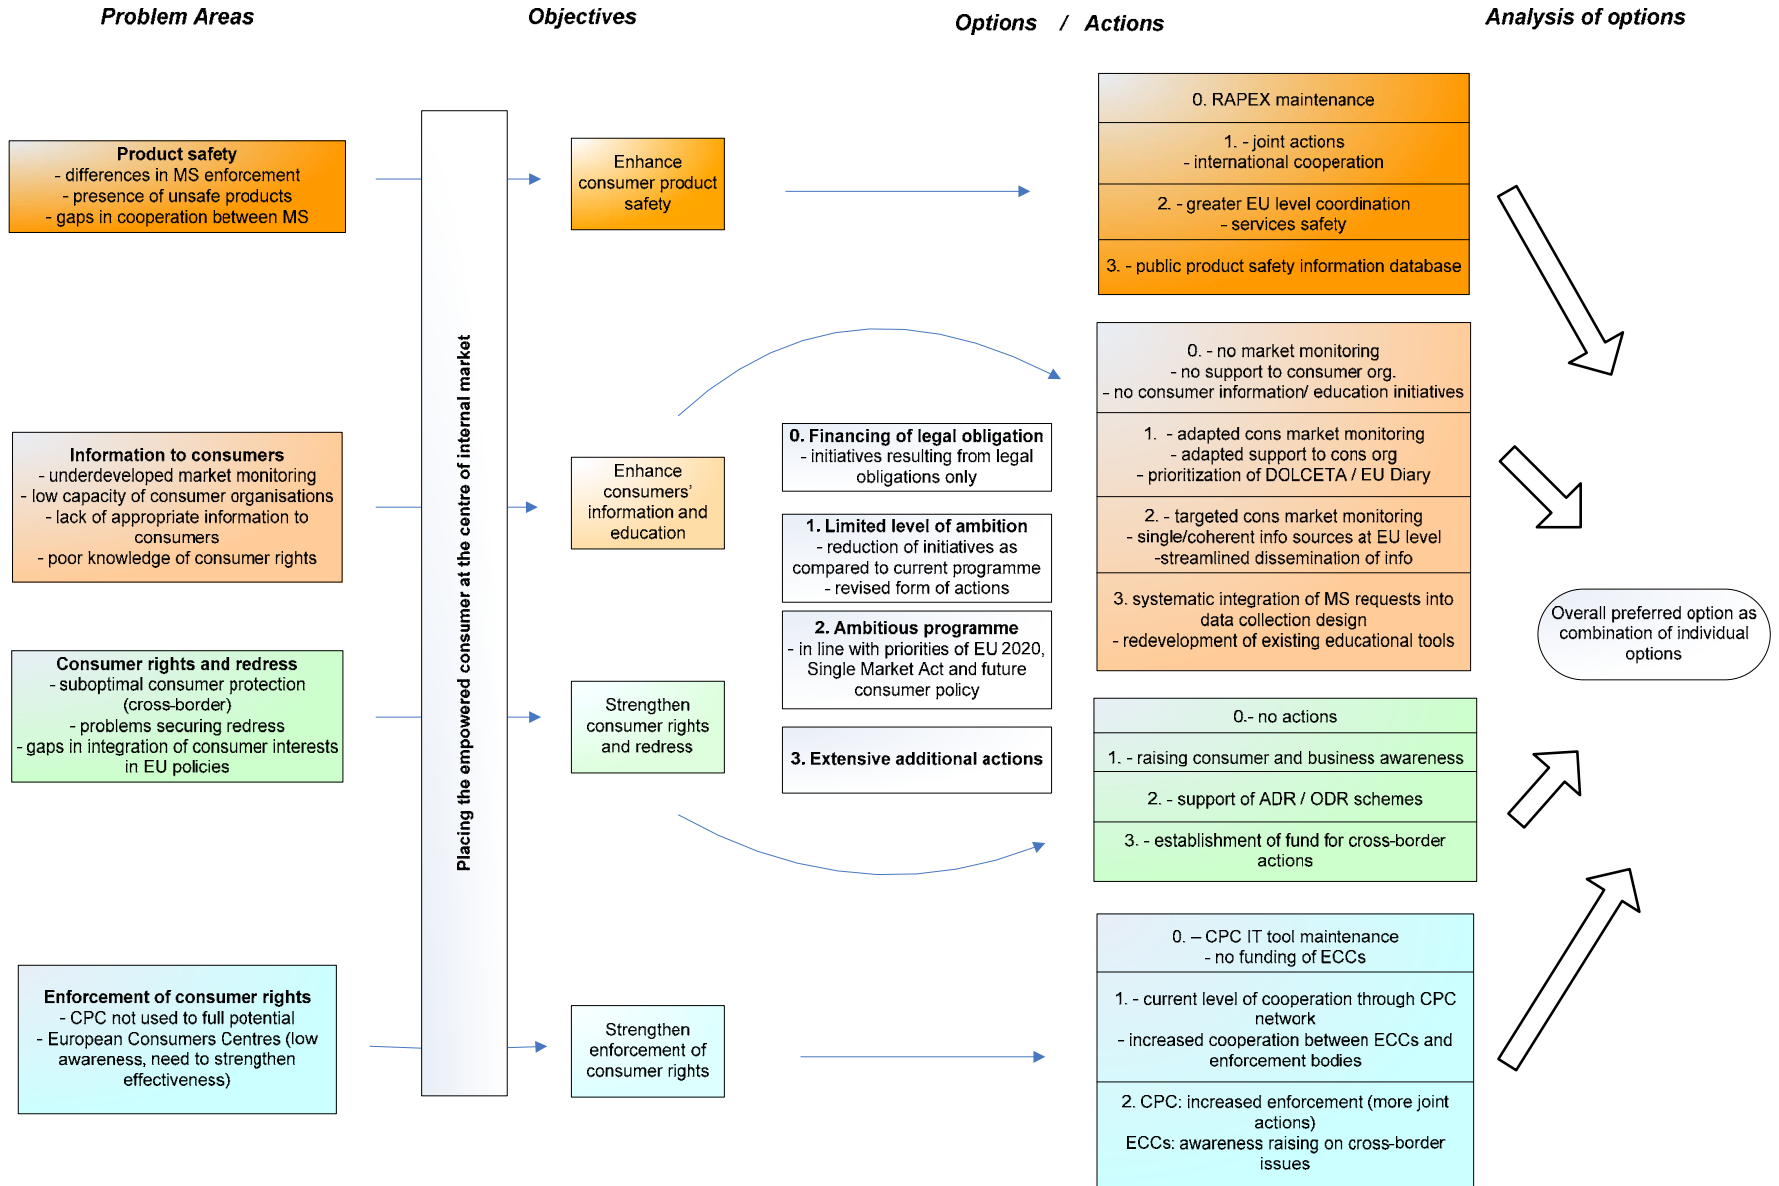 Problem Areas
Objectives
Options / Actions
Analysis of options
Product safety
- differences in MS enforcement
- presence of unsafe products
- gaps in cooperation between MS
Information to consumers
- underdeveloped market monitoring
- low capacity of consumer organisations
- lack of appropriate information to
consumers
- poor knowledge of consumer rights
Consumer rights and redress
- suboptimal consumer protection
(cross-border)
- problems securing redress
- gaps in integration of consumer interests
in EU policies
Enforcement of consumer rights
- CPC not used to full potential
- European Consumers Centres (low
awareness, need to strengthen
effectiveness)
Placing the empowered consumer at the centre of internal market
Enhance
consumer product
safety
Enhance
consumers'
information and
education
Strengthen
consumer rights
and redress
Strengthen
enforcement of
consumer rights
0. Financing of legal obligation
- initiatives resulting from legal
obligations only
1. Limited level of ambition
- reduction of initiatives as
compared to current programme
- revised form of actions
2. Ambitious programme
- in line with priorities of EU 2020,
Single Market Act and future
consumer policy
3. Extensive additional actions
0. RAPEX maintenance
1. - joint actions
- international cooperation
2. - greater EU level coordination
- services safety
3. - public product safety information database
0. - no market monitoring
- no support to consumer org.
- no consumer information/ education initiatives
1. - adapted cons market monitoring
- adapted support to cons org
- prioritization of DOLCETA / EU Diary
2. - targeted cons market monitoring
- single/coherent info sources at EU level
-streamlined dissemination of info
3. systematic integration of MS requests into
data collection design
- redevelopment of existing educational tools
0.- no actions
1. - raising consumer and business awareness
2. - support of ADR / ODR schemes
3. - establishment of fund for cross-border
actions
0. – CPC IT tool maintenance
- no funding of ECCs
1. - current level of cooperation through CPC
network
- increased cooperation between ECCs and
enforcement bodies
2. CPC: increased enforcement (more joint
actions)
ECCs: awareness raising on cross-border
issues
Overall preferred option as
combination of individual
options